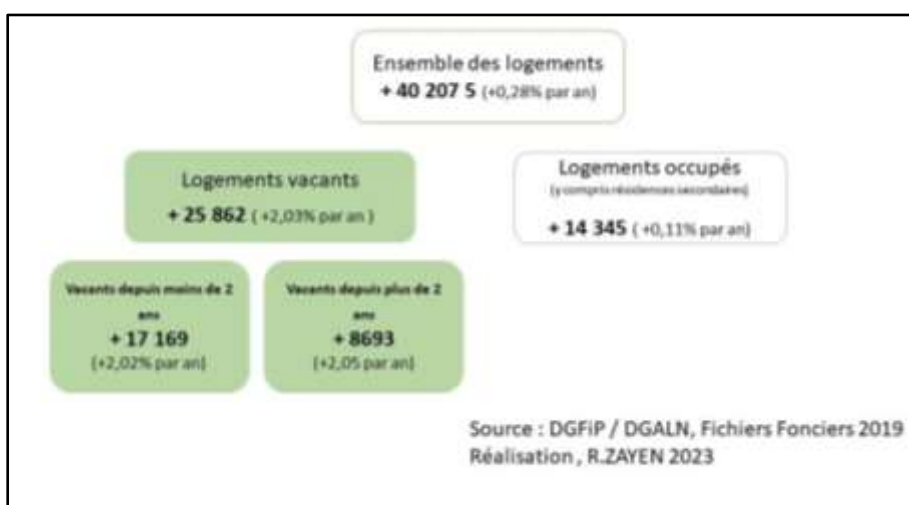 Ensemble des logements
+ 40 207 5 (+0,28% par an)
Logements vacants
+ 25 862 ( +2,03% par an )
Logements occupés
(y compris résidences secondaires)
+ 14 345 ( +0,11% par an)
Vacants depuis moins de 2
ans
+ 17 169
(+2,02% par an)
Vacants depuis plus de 2
ans
+ 8693
(+2,05 par an)
Source : DGFiP / DGALN, Fichiers Fonciers 2019
Réalisation , R.ZAYEN 2023